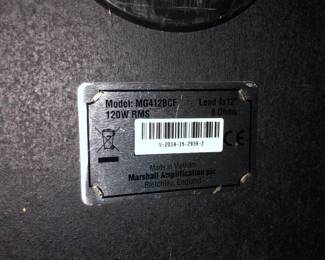 Model: MG412BCF Lead 4x12"
120W RMS 8 Ohms
V-2014-15-2939-2
Made in Vietnam
Marshall Amplification plc
Bletchley, England